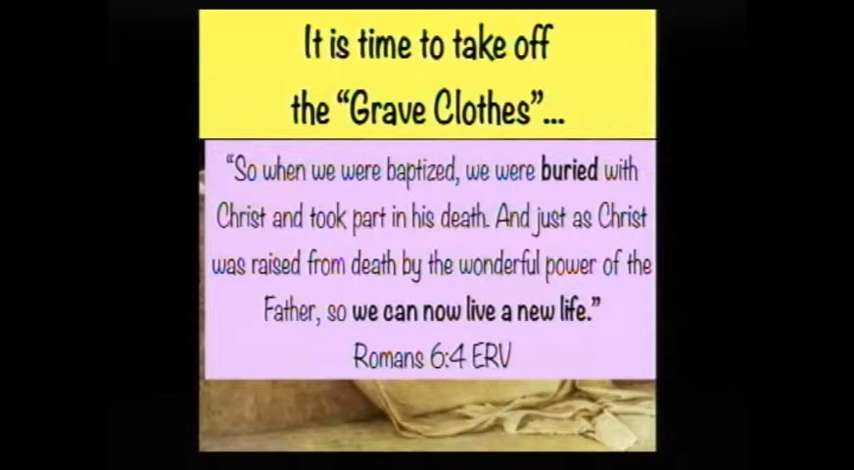 It is time to take off
the “Grave Clothes”...
“So when we were baptized, we were buried with
Christ and took part in his death. And just as Christ
was raised from death by the wonderful power of the
Father, so we can now live a new life.”
Romans 6:4 ERV